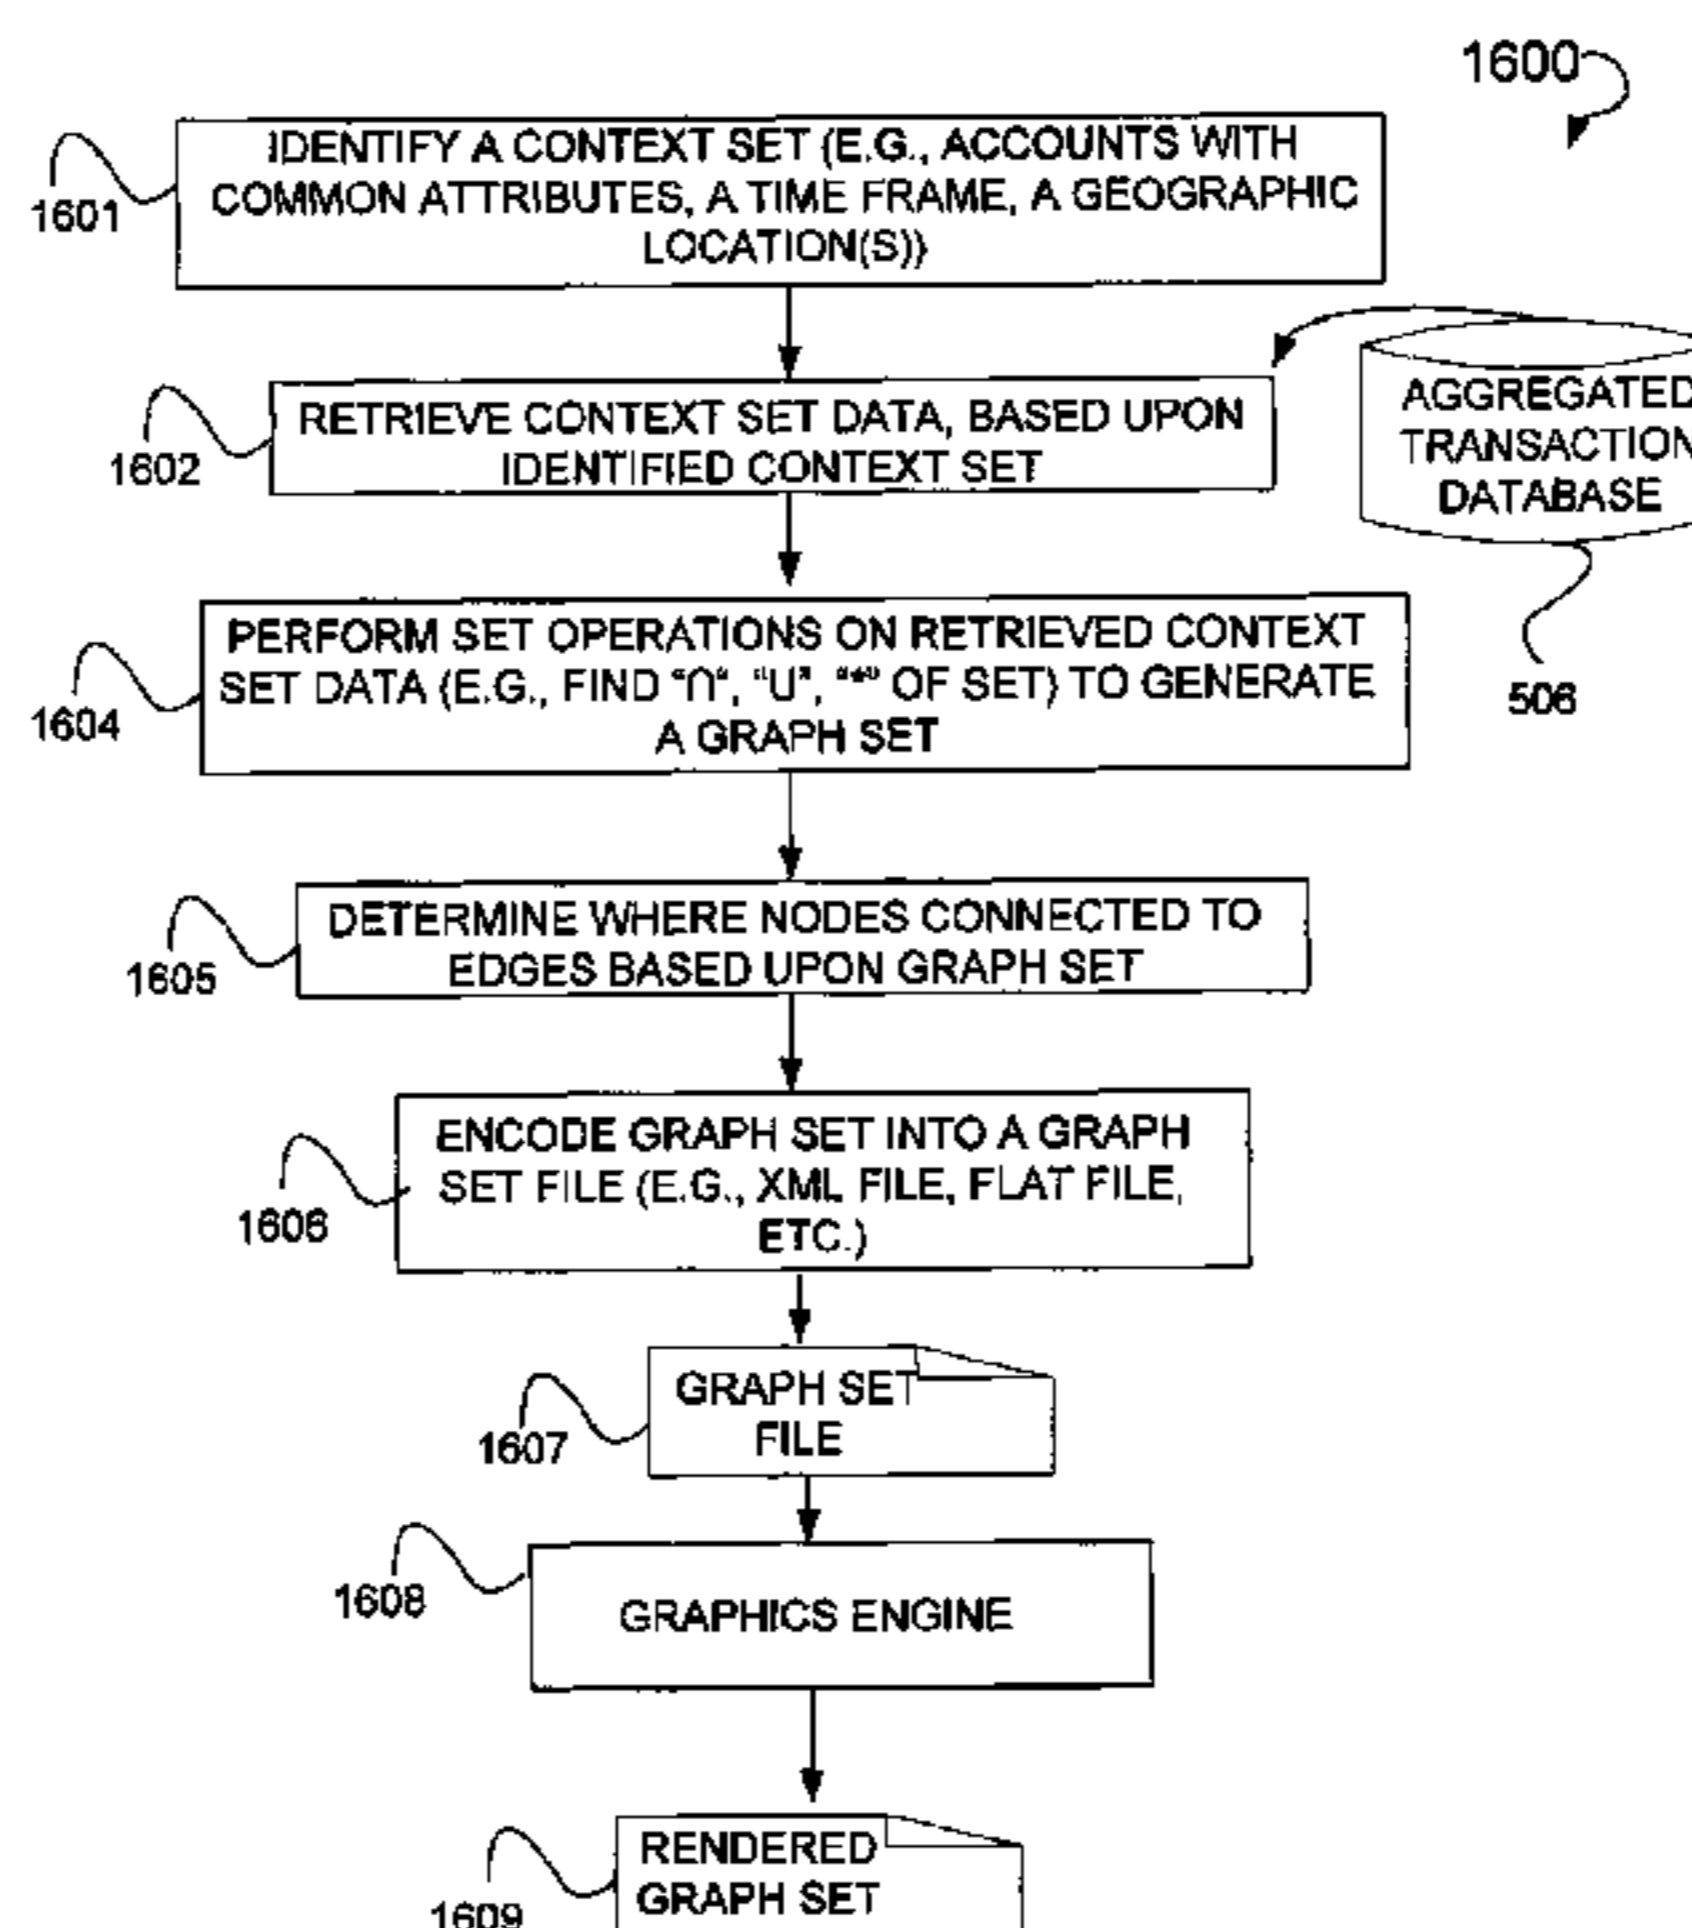 1600
IDENTIFY A CONTEXT SET (E.G., ACCOUNTS WITH
COMMON ATTRIBUTES, A TIME FRAME, A GEOGRAPHIC
LOCATION(S))
1601
RETRIEVE CONTEXT SET DATA, BASED UPON
IDENTIFIED CONTEXT SET
1602
AGGREGATED
TRANSACTION
DATABASE
506
PERFORM SET OPERATIONS ON RETRIEVED CONTEXT
SET DATA (E.G., FIND “∩“, “U”, “*” OF SET) TO GENERATE
A GRAPH SET
1604
DETERMINE WHERE NODES CONNECTED TO
EDGES BASED UPON GRAPH SET
1605
ENCODE GRAPH SET INTO A GRAPH
SET FILE (E.G., XML FILE, FLAT FILE,
ETC.)
1606
GRAPH SET
FILE
1607
GRAPHICS ENGINE
1608
RENDERED
GRAPH SET
1609